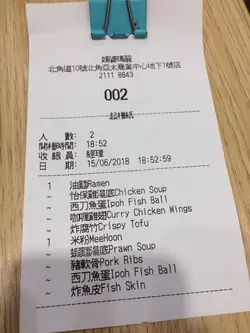 北角道10號北角亞太商業中心地下1號店
2111 8843
002
人 數: 2
開檯時間: 18:52
收銀員: 經理
日期: 15/06/2018 18:52:59
1 油麵Ramen
~ 怡保雞湯底Chicken Soup
~ 西刀魚蛋Ipoh Fish Ball
~ 咖喱雞翅Curry Chicken Wings
~ 炸腐竹Crispy Tofu
1 米粉MeeHoon
~ 蝦湯底Prawn Soup
~ 豬軟骨Pork Ribs
~ 西刀魚蛋Ipoh Fish Ball
~ 炸魚皮Fish Skin